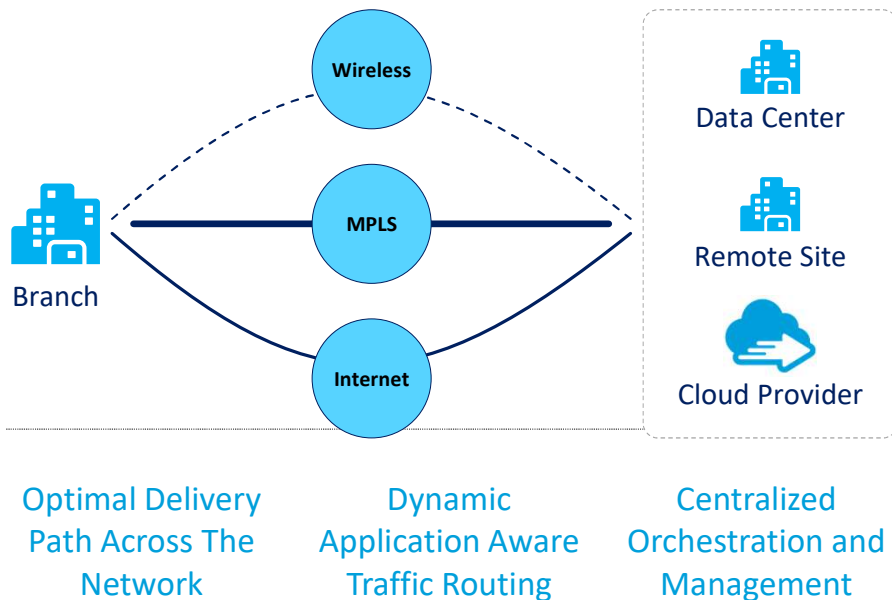 Wireless
Data Center
MPLS
Branch
Remote Site
Internet
Cloud Provider
Optimal Delivery
Path Across The
Network
Dynamic
Application Aware
Traffic Routing
Centralized
Orchestration and
Management